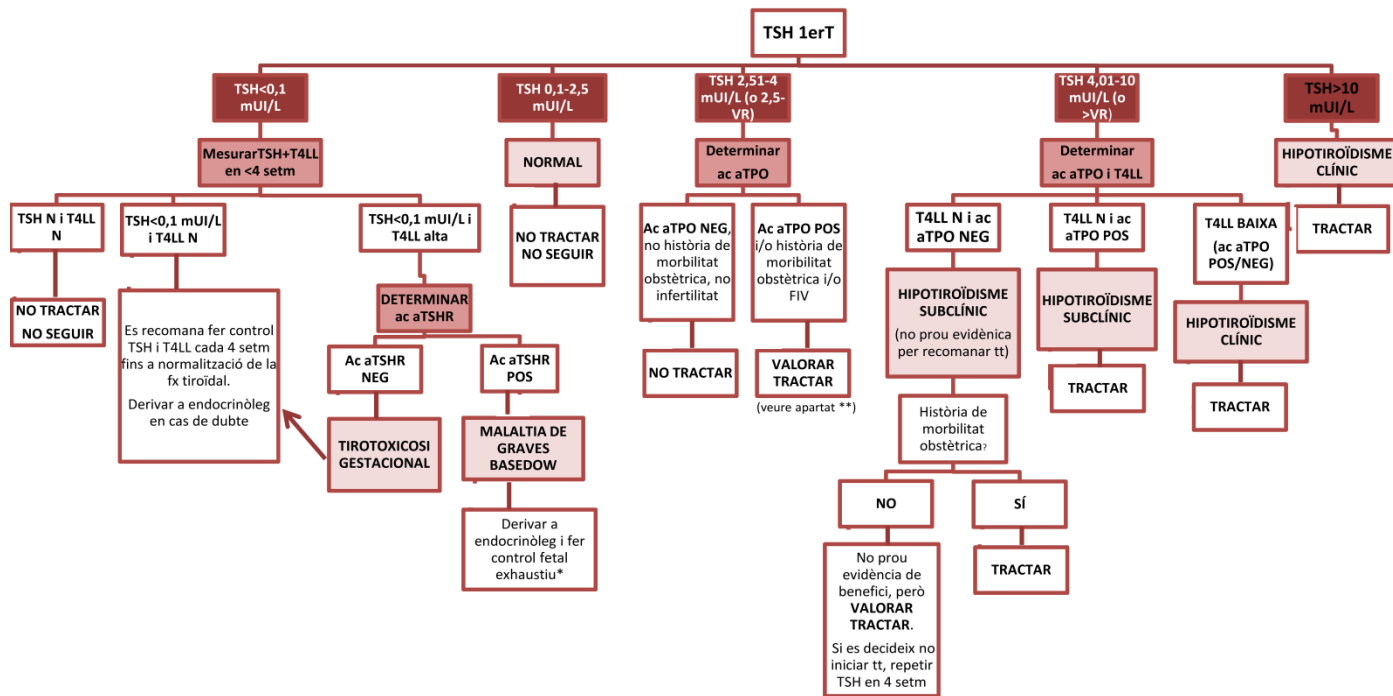 TSH 1erT
TSH<0,1
mUI/L
MesurarTSH+T4LL
en <4 setm
TSH N i T4LL
N
NO TRACTAR
NO SEGUIR
TSH<0,1 mUI/L
i T4LL N
Es recomana fer control
TSH i T4LL cada 4 setm
fins a normalització de la
fx tiroïdal.
Derivar a endocrinòleg
en cas de dubte
TSH<0,1 mUI/L i
T4LL alta
DETERMINAR
ac aTSHR
Ac aTSHR
NEG
TIROTOXICOSI
GESTACIONAL
Ac aTSHR
POS
MALALTIA DE
GRAVES
BASEDOW
Derivar a
endocrinòleg i fer
control fetal
exhaustiu*
TSH 0,1-2,5
mUI/L
NORMAL
NO TRACTAR
NO SEGUIR
TSH 2,51-4
mUI/L (o 2,5-
VR)
Determinar
ac aTPO
Ac aTPO NEG,
no història de
morbilitat
obstètrica, no
infertilitat
NO TRACTAR
Ac aTPO POS
i/o història de
moribilitat
obstètrica i/o
FIV
VALORAR
TRACTAR
(veure apartat **)
TSH 4,01-10
mUI/L (o
>VR)
Determinar
ac aTPO i T4LL
T4LL N i ac
aTPO NEG
HIPOTIROÏDISME
SUBCLÍNIC
(no prou evidènica
per recomanar tt)
Història de
morbilitat
obstètrica?
NO
No prou
evidència de
benefici, però
VALORAR
TRACTAR.
Si es decideix no
iniciar tt, repetir
TSH en 4 setm
SÍ
TRACTAR
T4LL N i ac
aTPO POS
HIPOTIROÏDISME
SUBCLÍNIC
TRACTAR
T4LL BAIXA
(ac aTPO
POS/NEG)
HIPOTIROÏDISME
CLÍNIC
TRACTAR
TSH>10
mUI/L
HIPOTIROÏDISME
CLÍNIC
TRACTAR